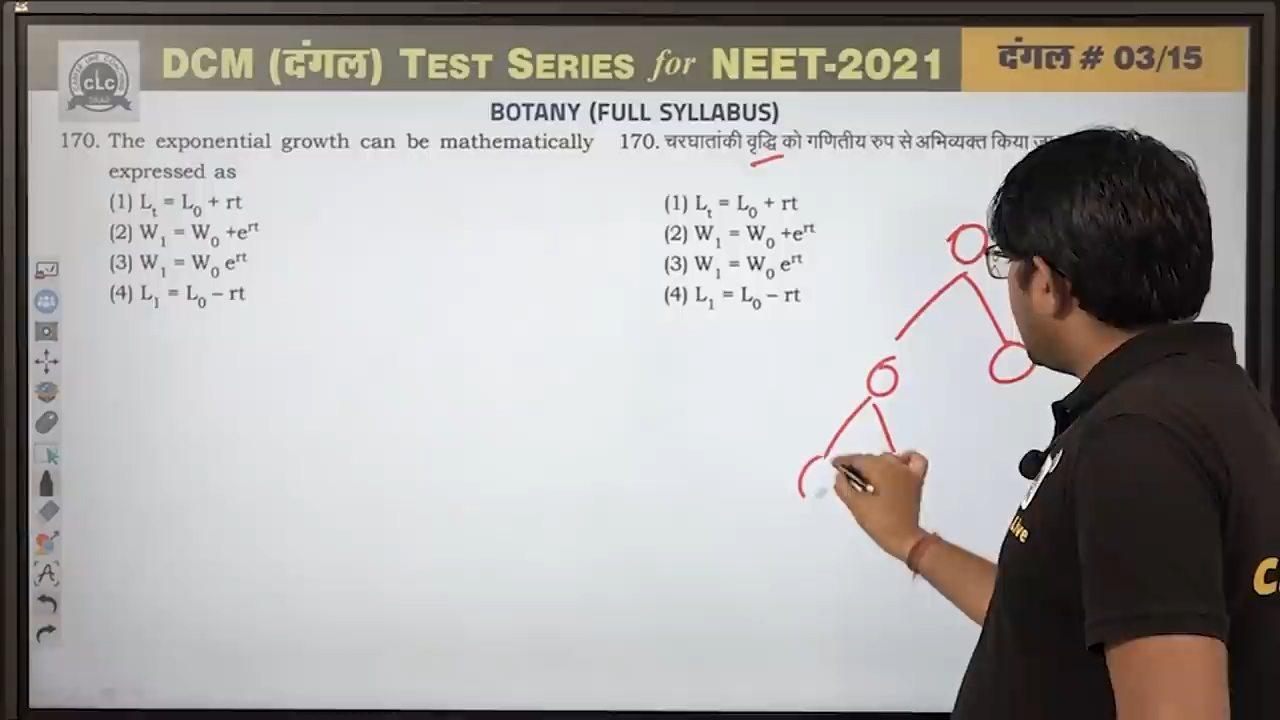 DCM (दंगल) TEST SERIES for NEET-2021
दंगल # 03/15
CLC
BOTANY (FULL SYLLABUS)
170. The exponential growth can be mathematically expressed as
(1) Lt = L0 + rt
(2) W1 = W0 +e^rt
(3) W1 = W0 e^rt
(4) L1 = L0 – rt
170. चरघातांकी वृद्धि को गणितीय रुप से अभिव्यक्त किया
(1) Lt = L0 + rt
(2) W1 = W0 +e^rt
(3) W1 = W0 e^rt
(4) L1 = L0 – rt
Live